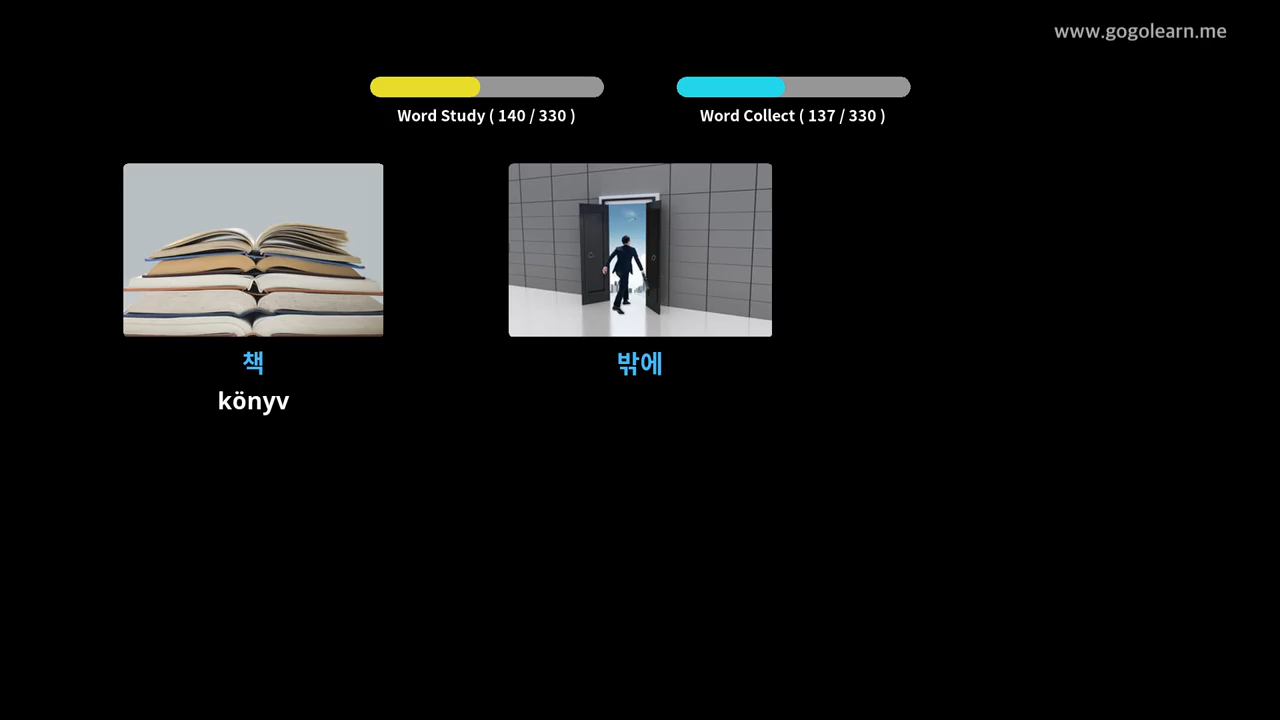 www.gogolearn.me
Word Study ( 140 / 330 )
Word Collect ( 137 / 330 )
책
könyv
밖에